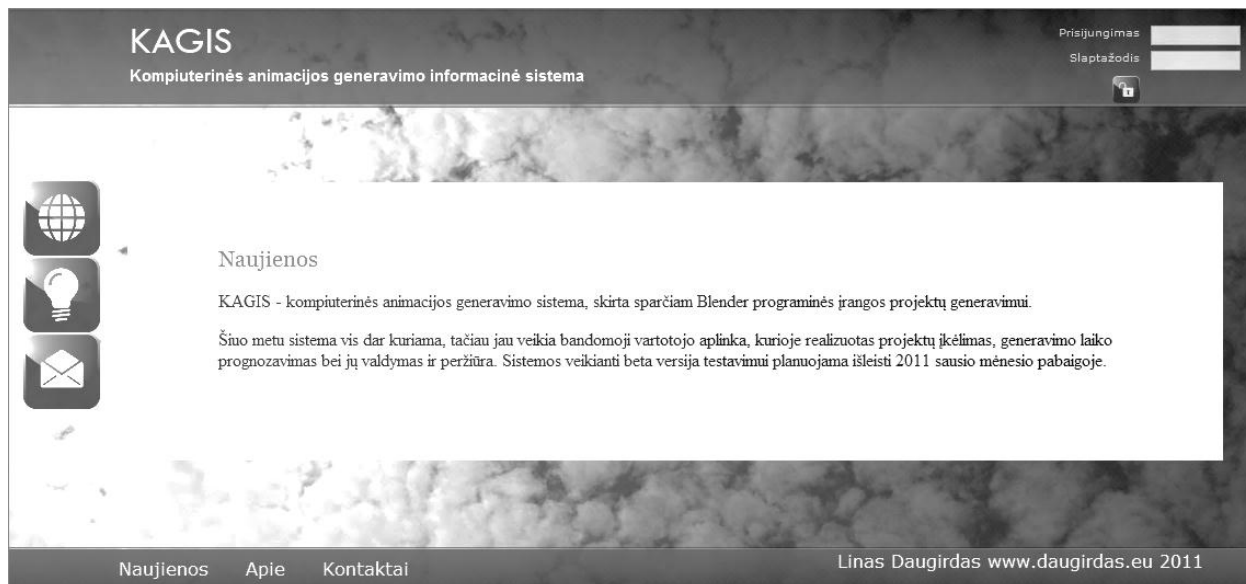 KAGIS
Kompiuterinės animacijos generavimo informacinė sistema
Prisijungimas
Slaptažodis
Naujienos
KAGIS - kompiuterinės animacijos generavimo sistema, skirta sparčiam Blender programinės įrangos projektų generavimui.
Šiuo metu sistema vis dar kuriama, tačiau jau veikia bandomoji vartotojo aplinka, kurioje realizuotas projektų įkėlimas, generavimo laiko
prognozavimas bei jų valdymas ir peržiūra. Sistemos veikianti beta versija testavimui planuojama išleisti 2011 sausio mėnesio pabaigoje.
Naujienos Apie Kontaktai
Linas Daugirdas www.daugirdas.eu 2011